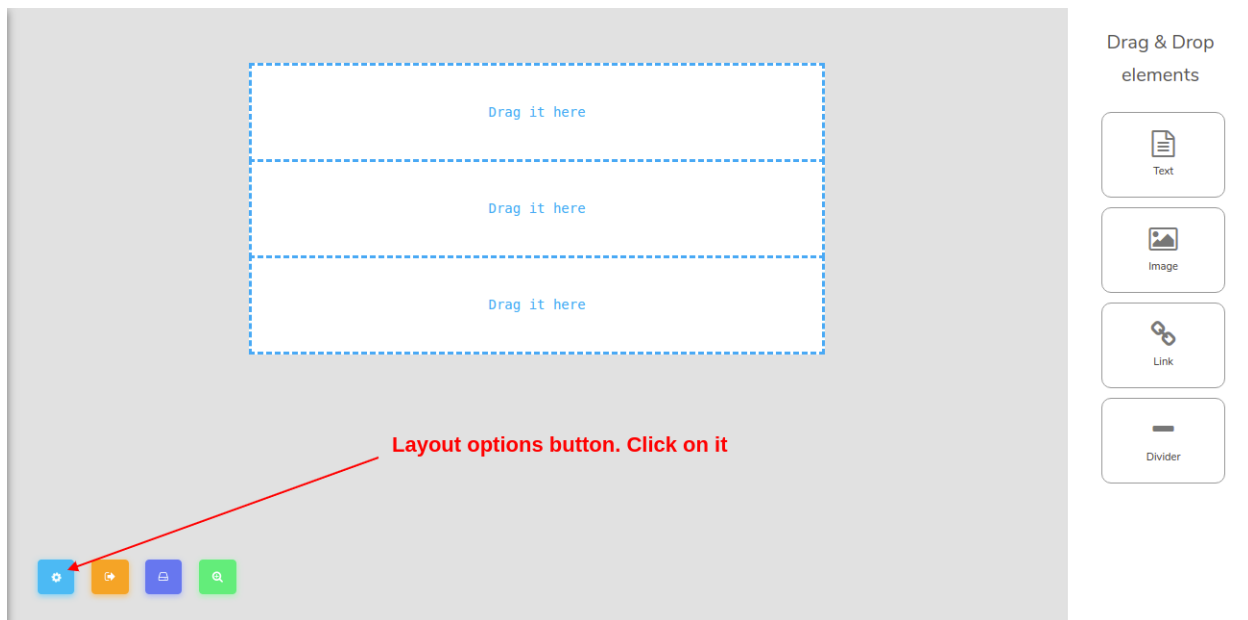 Drag it here
Drag it here
Drag it here
Layout options button. Click on it
Drag & Drop
elements
Text
Image
Link
Divider